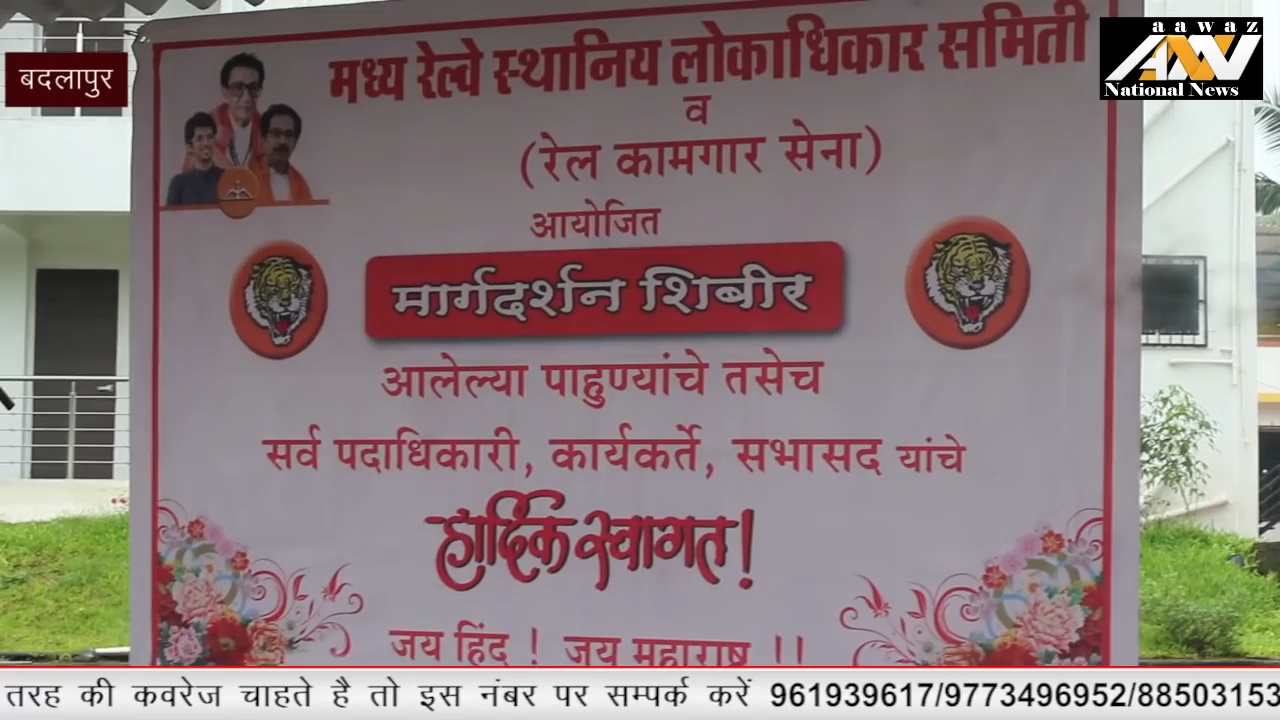 बदलापुर
aawaz
ANN
National News
मध्य रेल्वे स्थानिय लोकाधिकार समिती
व
(रेल कामगार सेना)
आयोजित
मार्गदर्शन शिबीर
आलेल्या पाहुण्यांचे तसेच
सर्व पदाधिकारी, कार्यकर्ते, सभासद यांचे
हार्दिक स्वागत!
जय हिंद ! जय महाराष्ट्र !!
तरह की कवरेज चाहते है तो इस नंबर पर सम्पर्क करें 961939617/9773496952/88503153